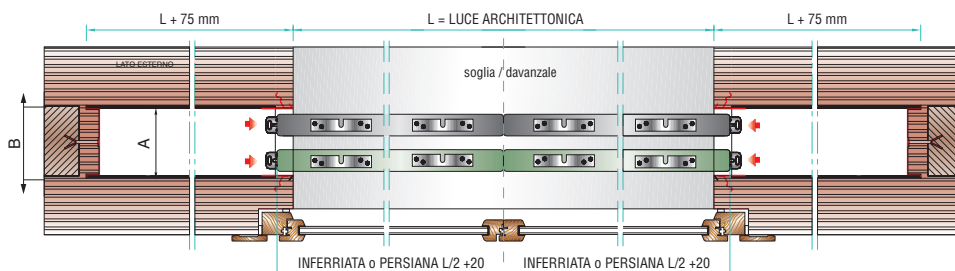 L + 75 mm
L = LUCE ARCHITETTONICA
L + 75 mm
LATO ESTERNO
soglia / davanzale
B
A
INFERRIATA o PERSIANA L/2 +20
INFERRIATA o PERSIANA L/2 +20